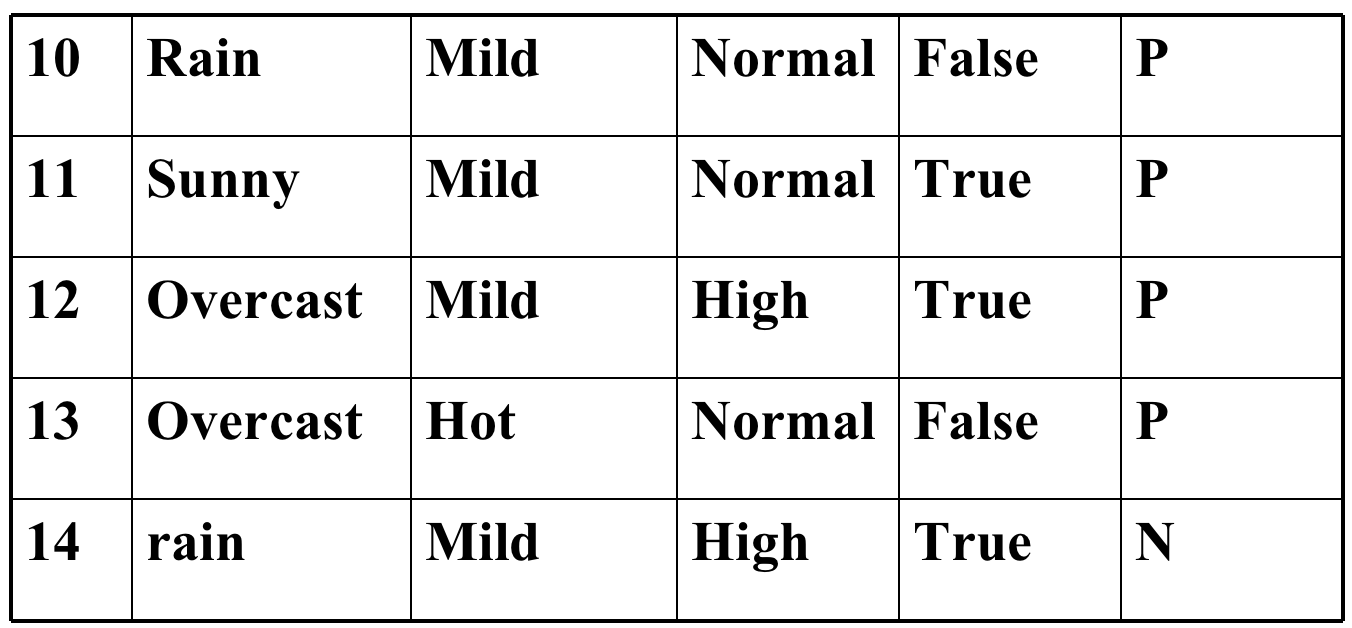 10 Rain Mild Normal False P
11 Sunny Mild Normal True P
12 Overcast Mild High True P
13 Overcast Hot Normal False P
14 rain Mild High True N